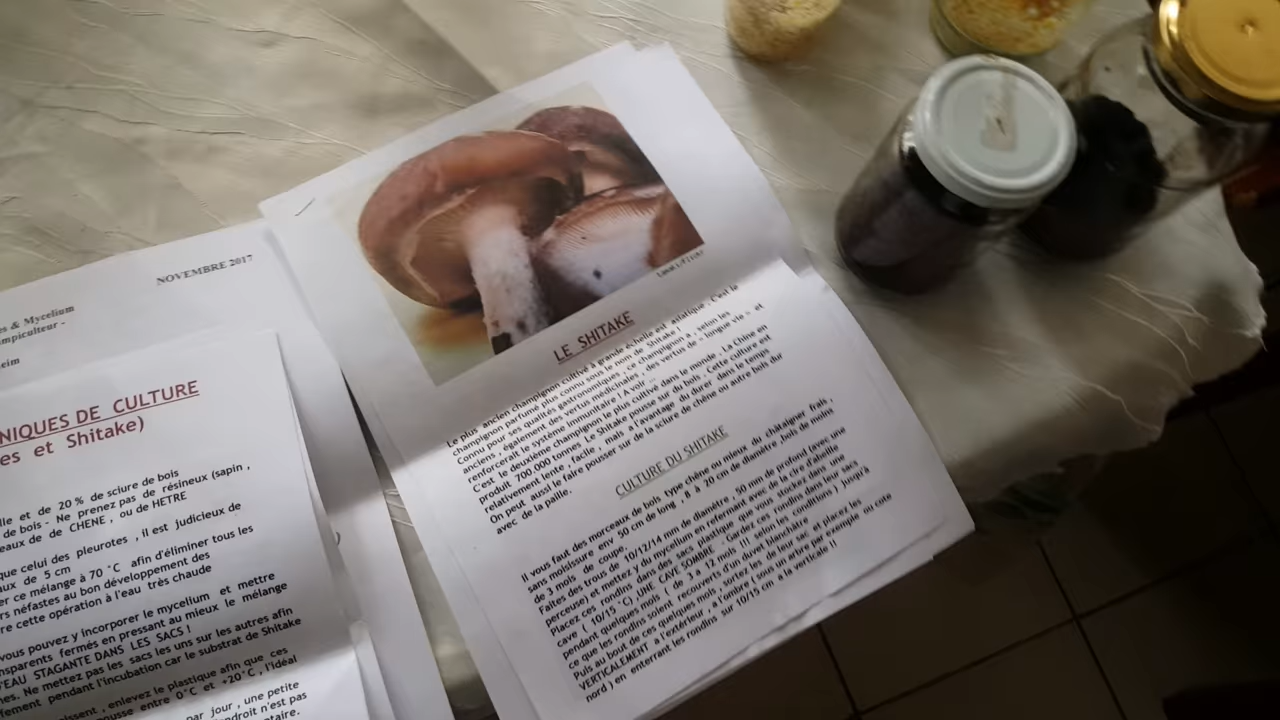 NOVEMBRE 2017
es & Mycelium
mpiculteur -
eim
NIQUES DE CULTURE
es et Shitake)
lle et de 20 % de sciure de bois
de bois - Ne prenez pas de résineux (sapin ,
eaux de de CHENE , ou de HETRE
que celui des pleurotes , il est judicieux de
aux de 5 cm
er ce mélange à 70 °C afin d'éliminer tous les
rs néfastes au bon développement des
re cette opération à l'eau très chaude
vous pouvez y incorporer le mycelium et mettre
nsparents fermés en pressant au mieux le mélange
'EAU STAGANTE DANS LES SACS !
nes. Ne mettez pas les sacs les uns sur les autres afin
fement pendant l'incubation car le substrat de Shitake
issent , enlevez le plastique afin que ces
ousse entre 0°C et +20°C , l'idéal
par jour , une petite
ndroit n'est pas
taire.
LE SHITAKE
Le plus ancien champignon cultivé à grande échelle est asiatique . C'est le
champignon parfumé plus connu sous le nom de Shitake !
Connu pour ses qualités gastronomiques , ce champignon a , selon les
anciens , également des vertus médicinales , des vertus de « longue vie » et
renforcerait le système immunitaire ! A voir ...
C'est le deuxième champignon le plus cultivé dans le monde . La Chine en
produit 700 000 tonnes. Le Shitake pousse sur du bois . Cette culture est
relativement lente , facile , mais a l'avantage du durer dans le temps
On peut aussi le faire pousser sur de la sciure de chêne ou autre bois dur
avec de la paille.
CULTURE DU SHITAKE
Il vous faut des morceaux de bois type chêne ou mieux du châtaigner frais ,
sans moisissure env 50 cm de long , 8 à 20 cm de diamètre ,bois de moins
de 3 mois de coupe.
Faites des trous de 10/12/14 mm de diamètre , 50 mm de profond (avec une
perceuse) et mettez y du mycelium en refermant avec de la cire d'abeille
Placez ces rondins dans des sacs plastique que vous stockez dans une
cave ( 10/15 °C) ,UNE CAVE SOMBRE . Gardez ces rondins dans leur sacs
pendant quelques mois ( de 3 a 12 mois !!! selon les conditions ) jusqu'à
ce que les rondins soient recouverts d'un duvet blanchâtre
Puis au bout de ces quelques mois , sortez les de leur sac et placez les
VERTICALEMENT a l'extérieur , a l'ombre ( sous un arbre par exemple ou coté
nord ) en enterrant les rondins sur 10/15 cm a la verticale !!